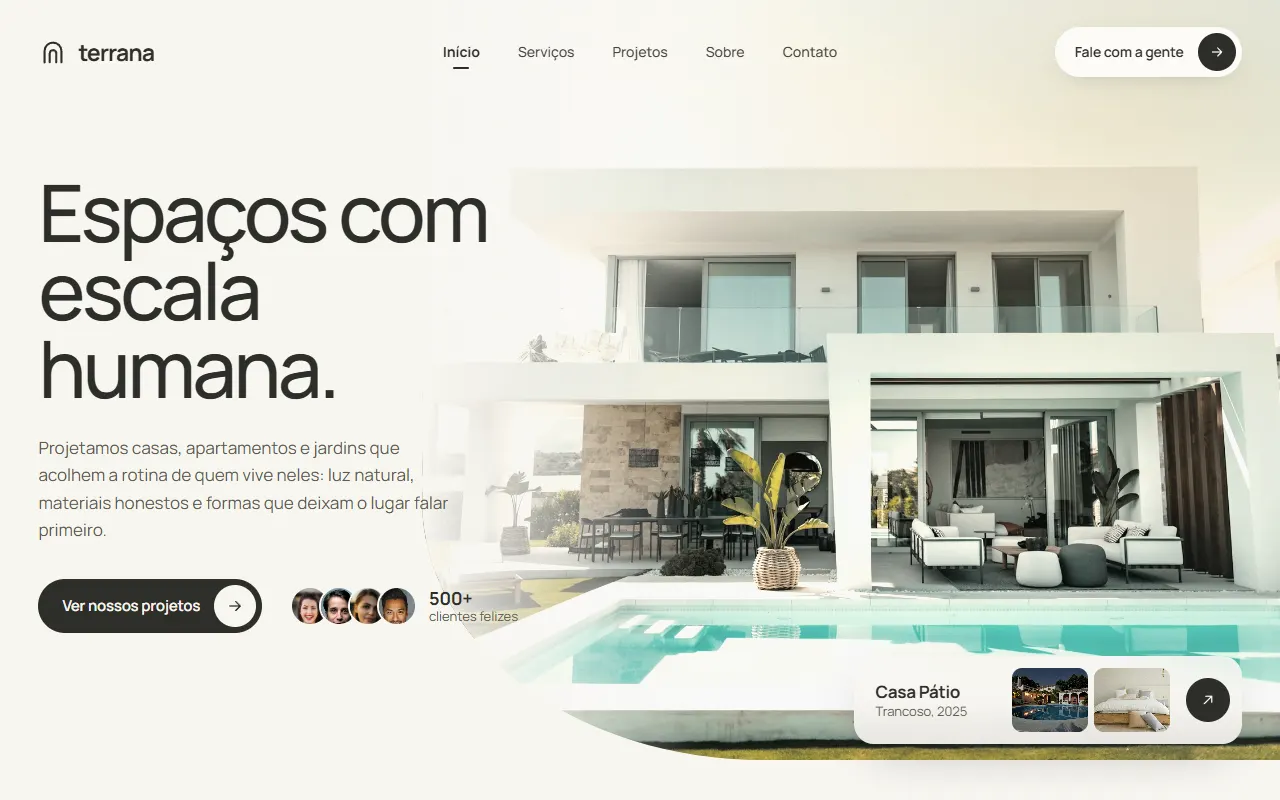 terrana
Início
Serviços
Projetos
Sobre
Contato
Fale com a gente
Espaços com
escala
humana.
Projetamos casas, apartamentos e jardins que
acolhem a rotina de quem vive neles: luz natural,
materiais honestos e formas que deixam o lugar falar
primeiro.
Ver nossos projetos
500+
clientes felizes
Casa Pátio
Trancoso, 2025